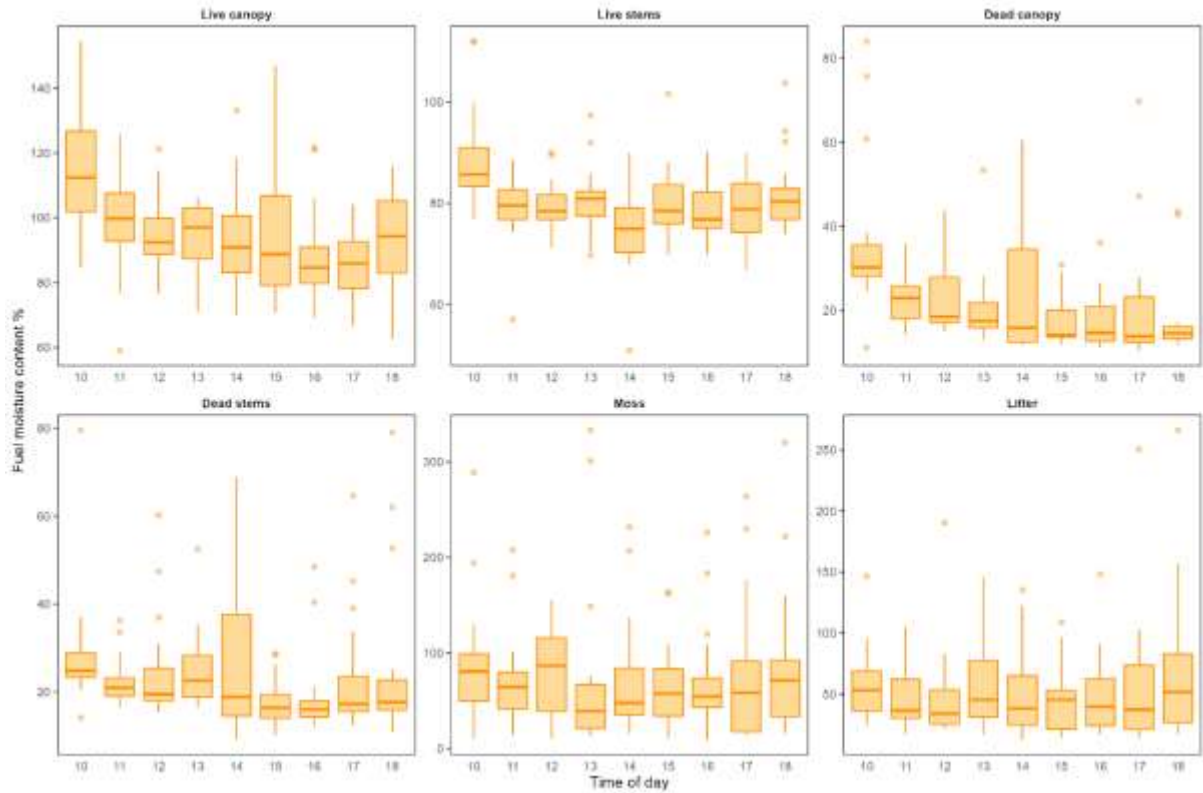 Live canopy
Live stems
Dead canopy
140
120
100
80
60
100
80
60
80
60
40
20
10 11 12 13 14 15 16 17 18
10 11 12 13 14 15 16 17 18
10 11 12 13 14 15 16 17 18
Fuel moisture content %
Dead stems
Moss
Litter
80
60
40
20
300
200
100
0
250
200
150
100
50
10 11 12 13 14 15 16 17 18
10 11 12 13 14 15 16 17 18
10 11 12 13 14 15 16 17 18
Time of day